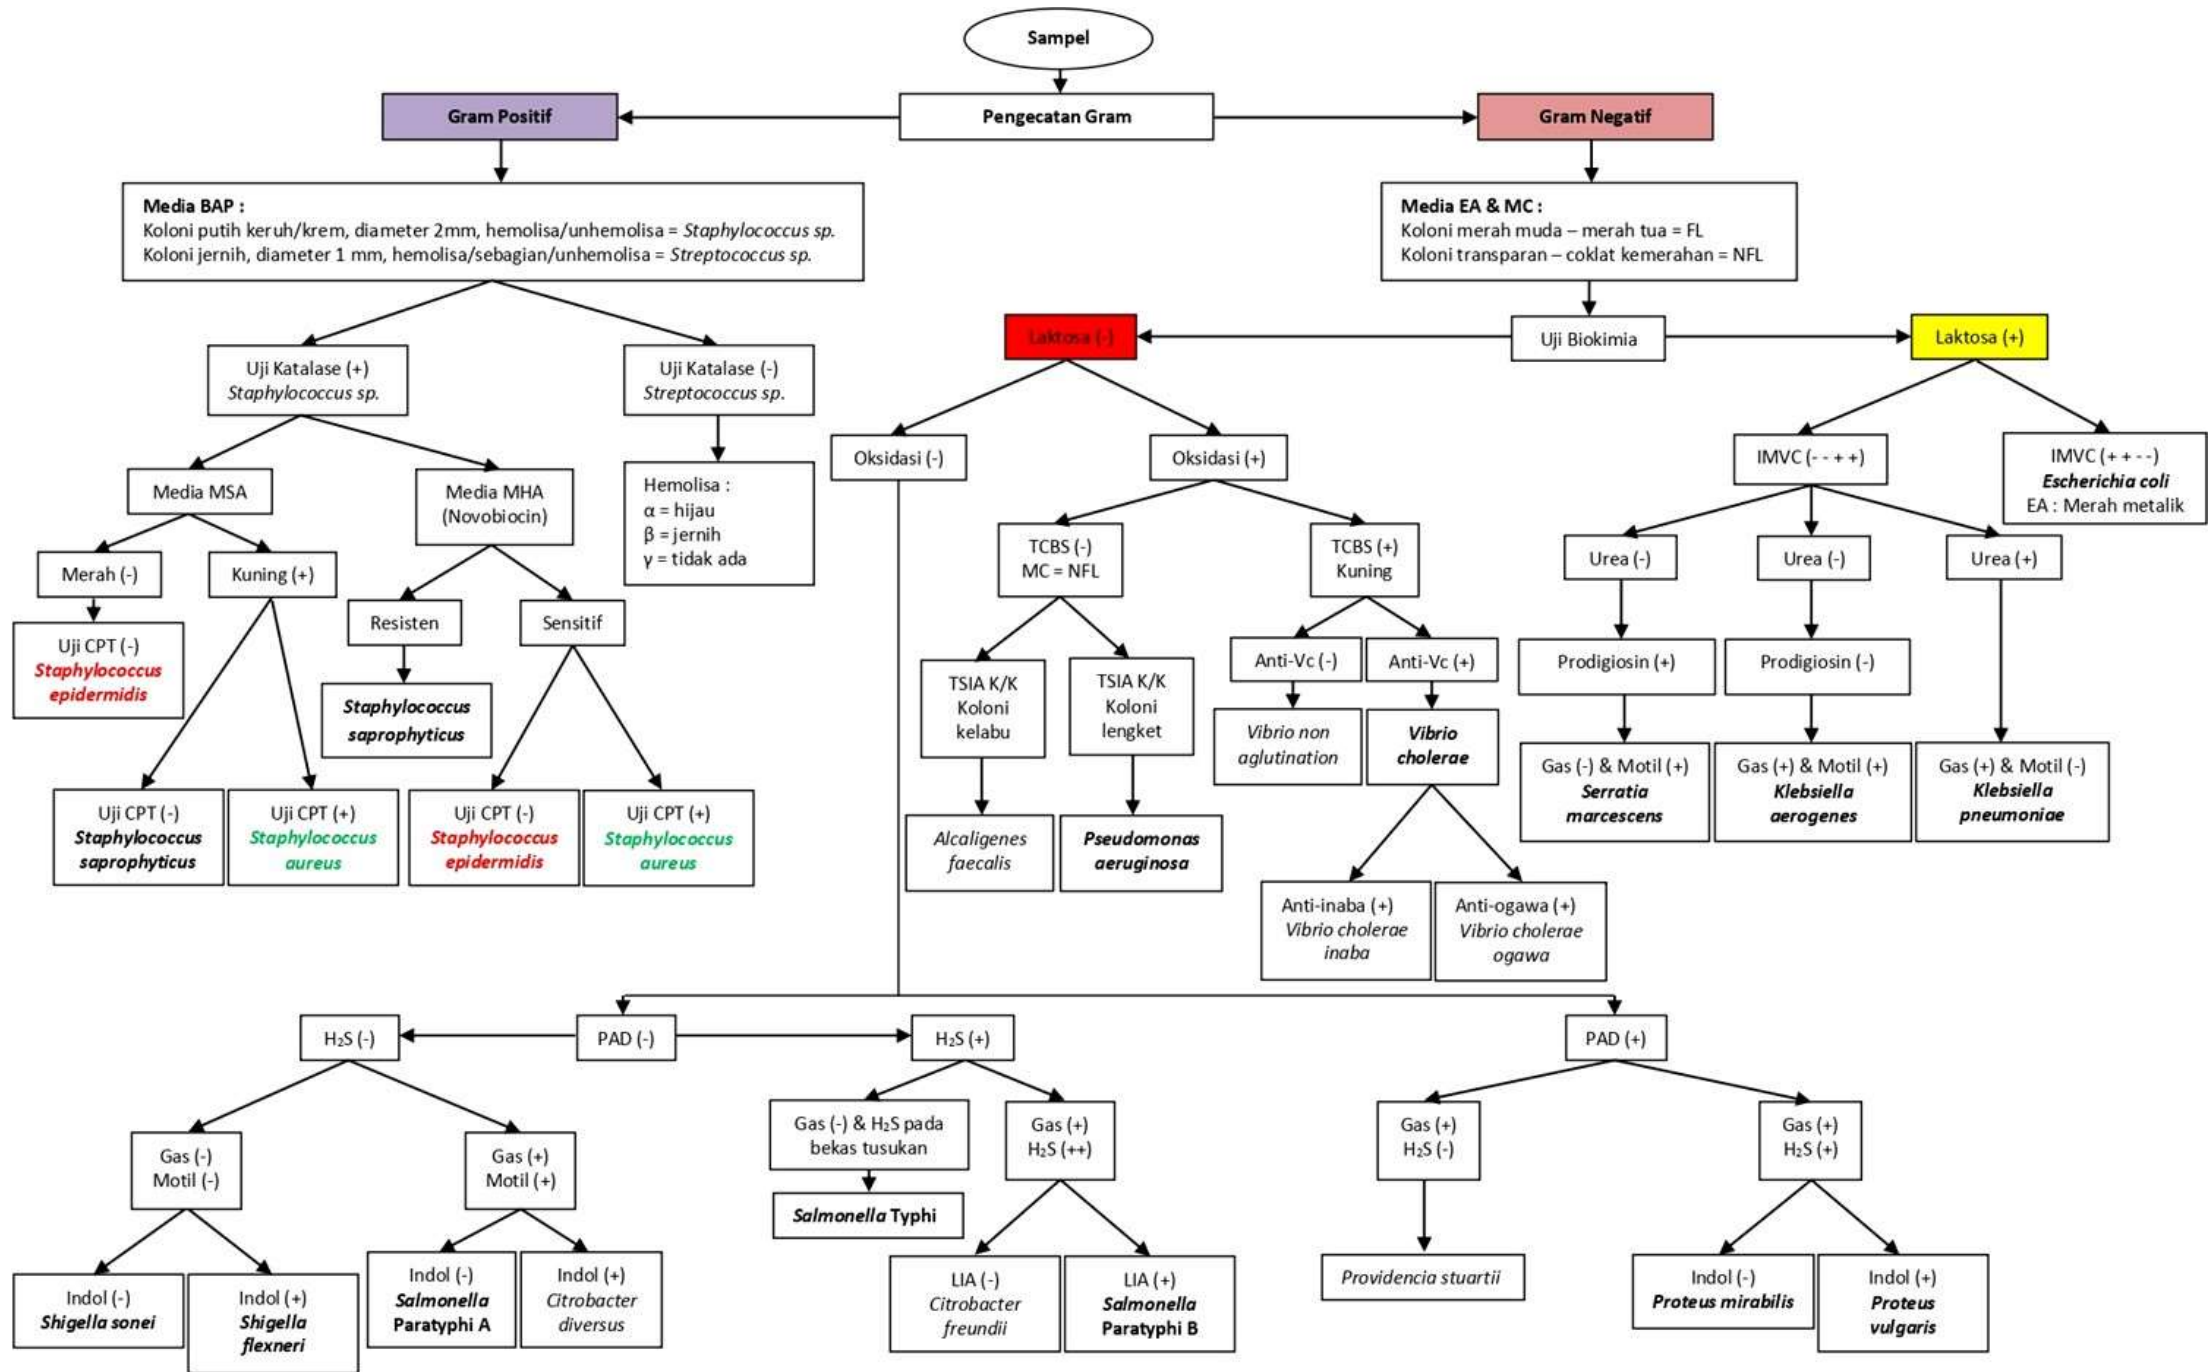 Sampel
Gram Positif
Pengecatan Gram
Gram Negatif
Media BAP :
Koloni putih keruh/krem, diameter 2mm, hemolisa/unhemolisa = Staphylococcus sp.
Koloni jernih, diameter 1 mm, hemolisa/sebagian/unhemolisa = Streptococcus sp.
Media EA & MC :
Koloni merah muda – merah tua = FL
Koloni transparan – coklat kemerahan = NFL
Laktosa (-)
Uji Biokimia
Laktosa (+)
Uji Katalase (+)
Staphylococcus sp.
Uji Katalase (-)
Streptococcus sp.
Media MSA
Media MHA
(Novobiocin)
Hemolisa :
α = hijau
β = jernih
γ = tidak ada
Merah (-)
Kuning (+)
Resisten
Sensitif
Uji CPT (-)
Staphylococcus
epidermidis
Staphylococcus
saprophyticus
Uji CPT (-)
Staphylococcus
saprophyticus
Uji CPT (+)
Staphylococcus
aureus
Uji CPT (-)
Staphylococcus
epidermidis
Uji CPT (+)
Staphylococcus
aureus
Oksidasi (-)
Oksidasi (+)
TCBS (-)
MC = NFL
TCBS (+)
Kuning
TSIA K/K
Koloni
kelabu
TSIA K/K
Koloni
lengket
Anti-Vc (-)
Anti-Vc (+)
Vibrio non
aglutination
Vibrio
cholerae
Alcaligenes
faecalis
Pseudomonas
aeruginosa
Anti-inaba (+)
Vibrio cholerae
inaba
Anti-ogawa (+)
Vibrio cholerae
ogawa
IMVC (- - + +)
IMVC (+ + - -)
Escherichia coli
EA : Merah metalik
Urea (-)
Urea (-)
Urea (+)
Prodigiosin (+)
Prodigiosin (-)
Gas (-) & Motil (+)
Serratia
marcescens
Gas (+) & Motil (+)
Klebsiella
aerogenes
Gas (+) & Motil (-)
Klebsiella
pneumoniae
H₂S (-)
PAD (-)
H₂S (+)
PAD (+)
Gas (-)
Motil (-)
Gas (+)
Motil (+)
Gas (-) & H₂S pada
bekas tusukan
Gas (+)
H₂S (++)
Gas (+)
H₂S (-)
Gas (+)
H₂S (+)
Salmonella Typhi
Indol (-)
Shigella sonei
Indol (+)
Shigella
flexneri
Indol (-)
Salmonella
Paratyphi A
Indol (+)
Citrobacter
diversus
LIA (-)
Citrobacter
freundii
LIA (+)
Salmonella
Paratyphi B
Providencia stuartii
Indol (-)
Proteus mirabilis
Indol (+)
Proteus
vulgaris